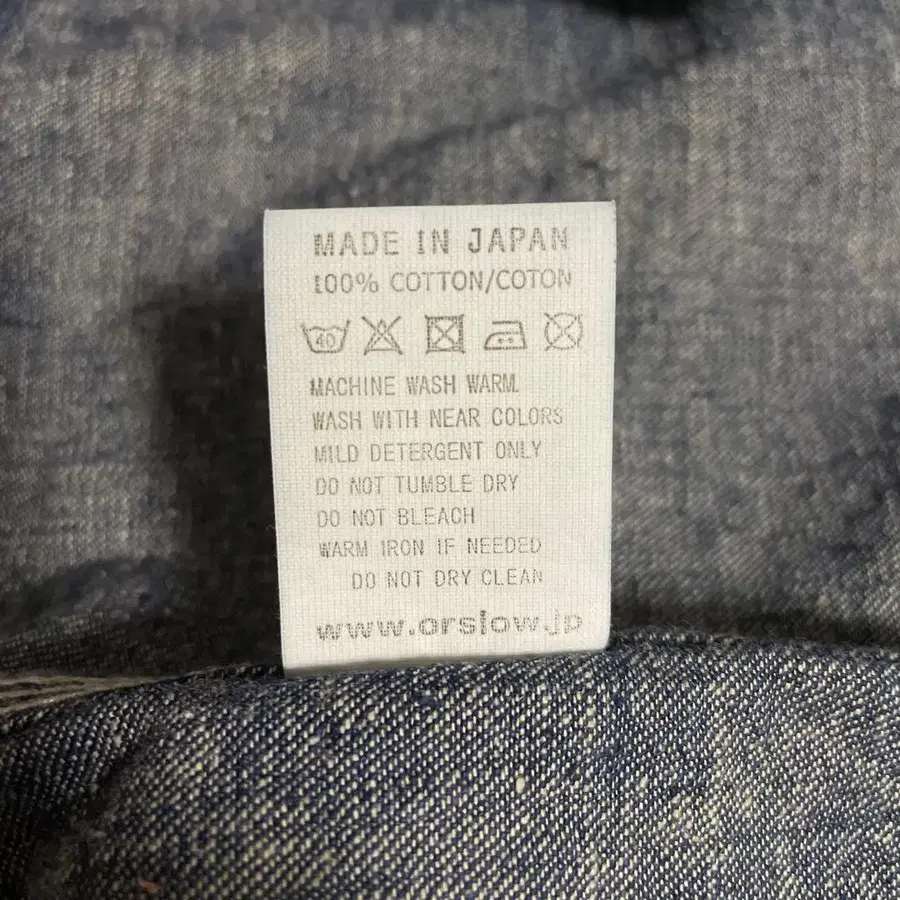 MADE IN JAPAN
100% COTTON/COTON
40
MACHINE WASH WARM.
WASH WITH NEAR COLORS
MILD DETERGENT ONLY
DO NOT TUMBLE DRY
DO NOT BLEACH
WARM IRON IF NEEDED
DO NOT DRY CLEAN
www.orslow.jp